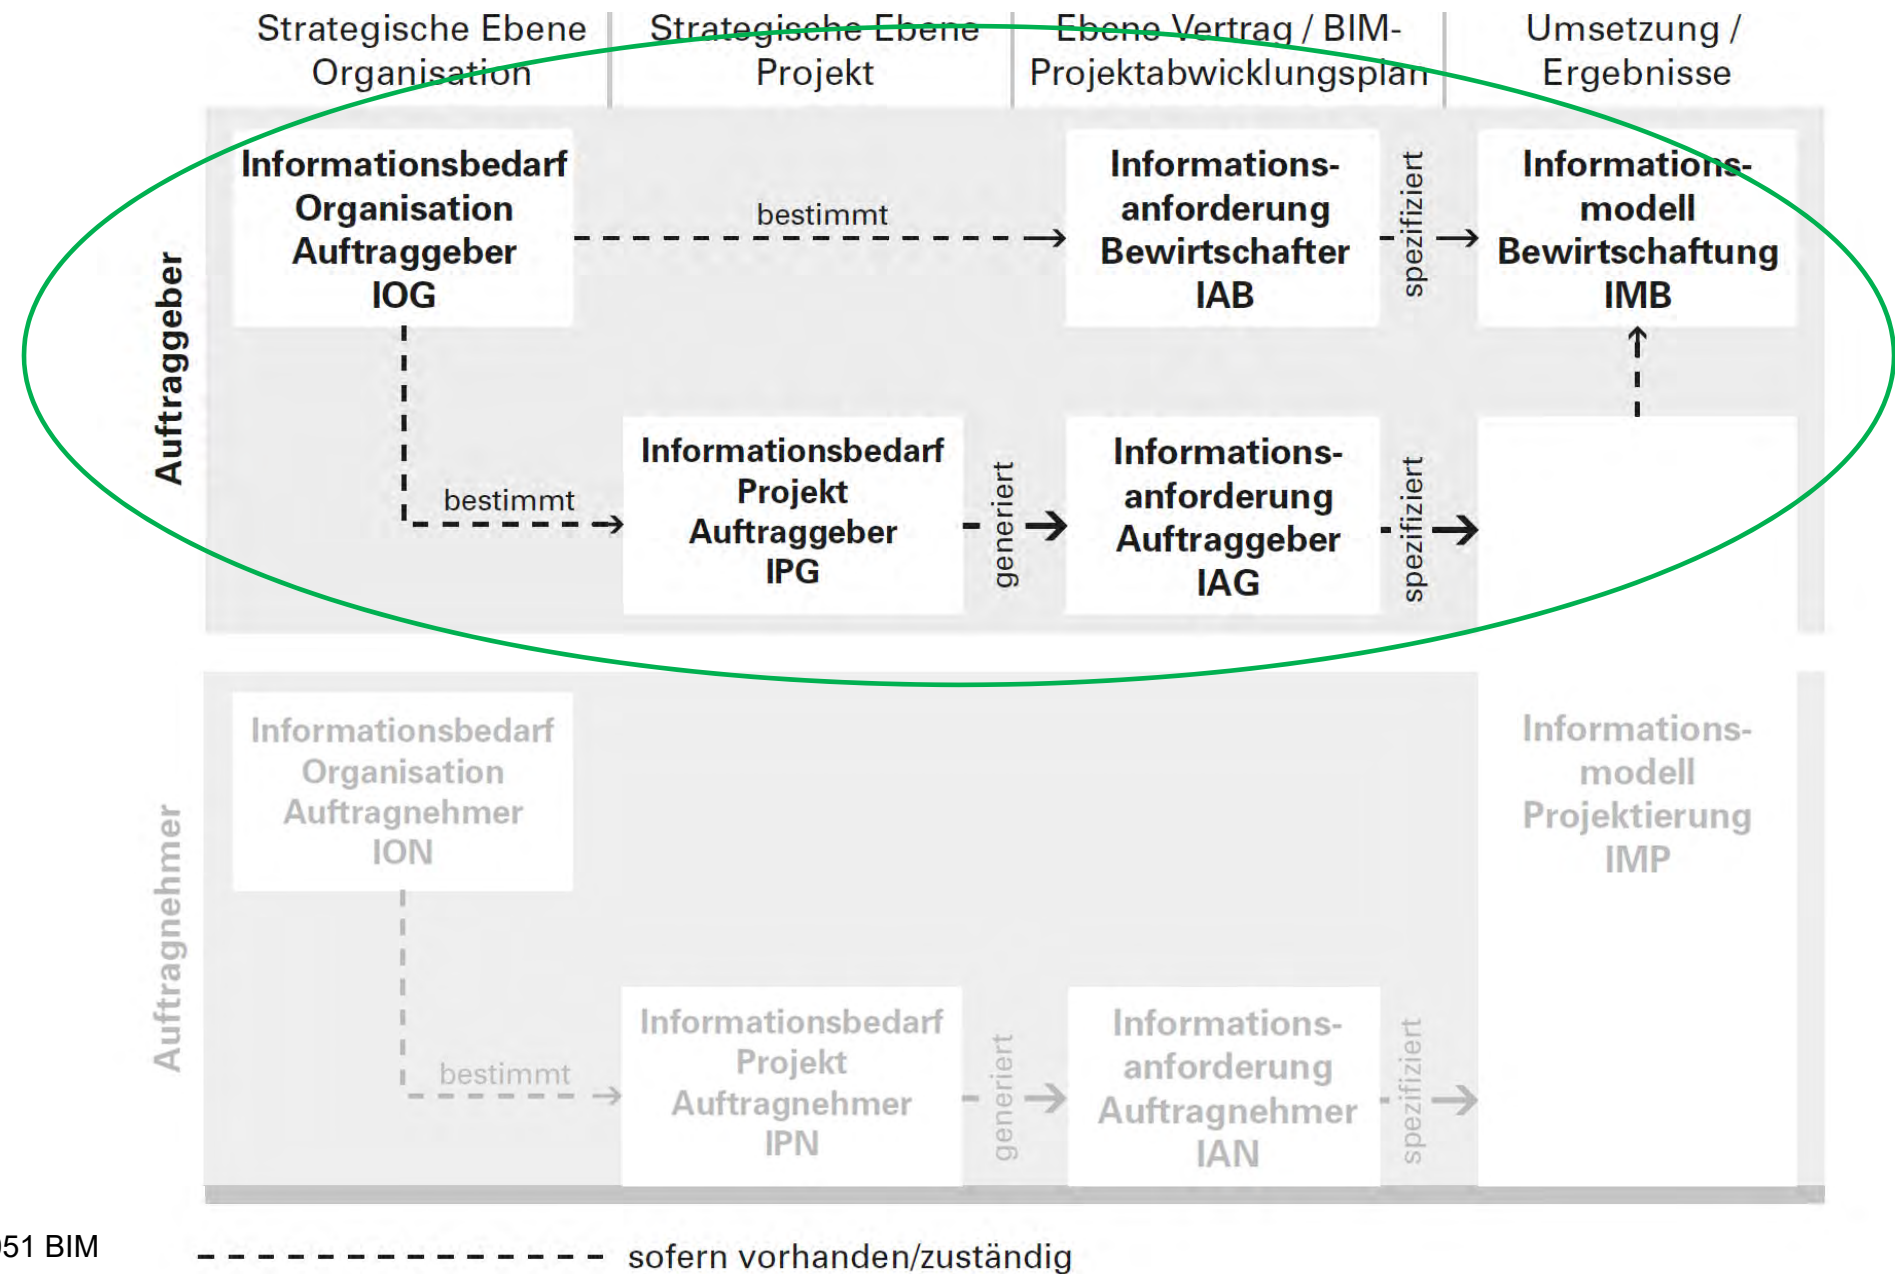 Strategische Ebene
Organisation
Strategische Ebene
Projekt
Ebene Vertrag / BIM-
Projektabwicklungsplan
Umsetzung /
Ergebnisse
Auftraggeber
Informationsbedarf
Organisation
Auftraggeber
IOG
bestimmt
Informations-
anforderung
Bewirtschafter
IAB
spezifiziert
Informations-
modell
Bewirtschaftung
IMB
bestimmt
Informationsbedarf
Projekt
Auftraggeber
IPG
generiert
Informations-
anforderung
Auftraggeber
IAG
spezifiziert
Auftragnehmer
Informationsbedarf
Organisation
Auftragnehmer
ION
Informations-
modell
Projektierung
IMP
bestimmt
Informationsbedarf
Projekt
Auftragnehmer
IPN
generiert
Informations-
anforderung
Auftragnehmer
IAN
spezifiziert
051 BIM
sofern vorhanden/zuständig